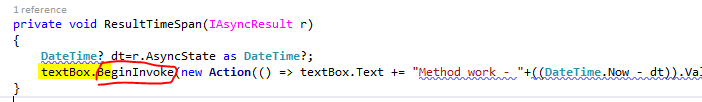 1 reference
private void ResultTimeSpan(IAsyncResult r)
{
DateTime? dt=r.AsyncState as DateTime?;
textBox.BeginInvoke(new Action(() => textBox.Text += "Method work - "+((DateTime.Now - dt)).Val
}